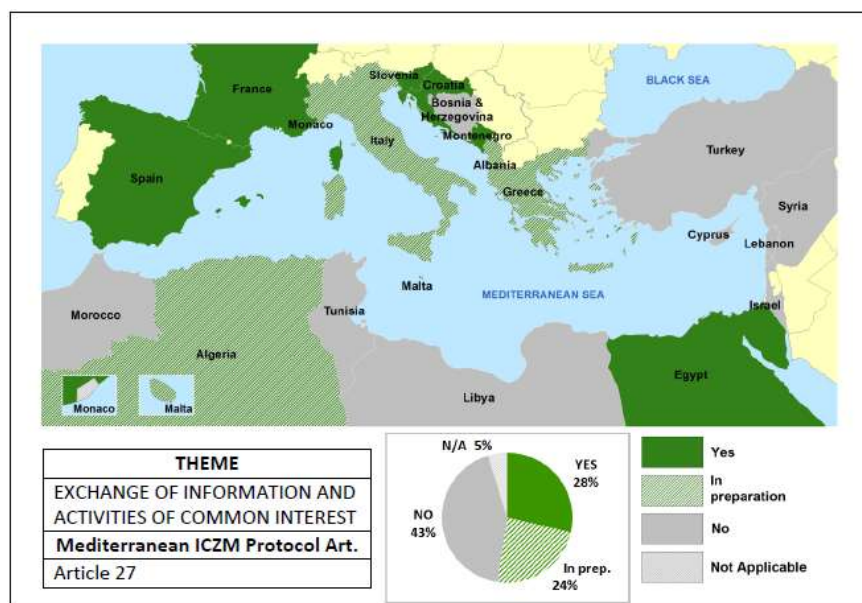 BLACK SEA
Slovenia
Croatia
France
Bosnia &
Herzegovina
Monaco
Montenegro
Italy
Turkey
Albania
Spain
Greece
Syria
Cyprus
Lebanon
Malta
MEDITERRANEAN SEA
Morocco
Tunisia
Israel
Algeria
Egypt
Libya
Monaco
Malta
THEME
EXCHANGE OF INFORMATION AND
ACTIVITIES OF COMMON INTEREST
Mediterranean ICZM Protocol Art.
Article 27
N/A 5%
YES
28%
NO
43%
In prep.
24%
Yes
In
preparation
No
Not Applicable